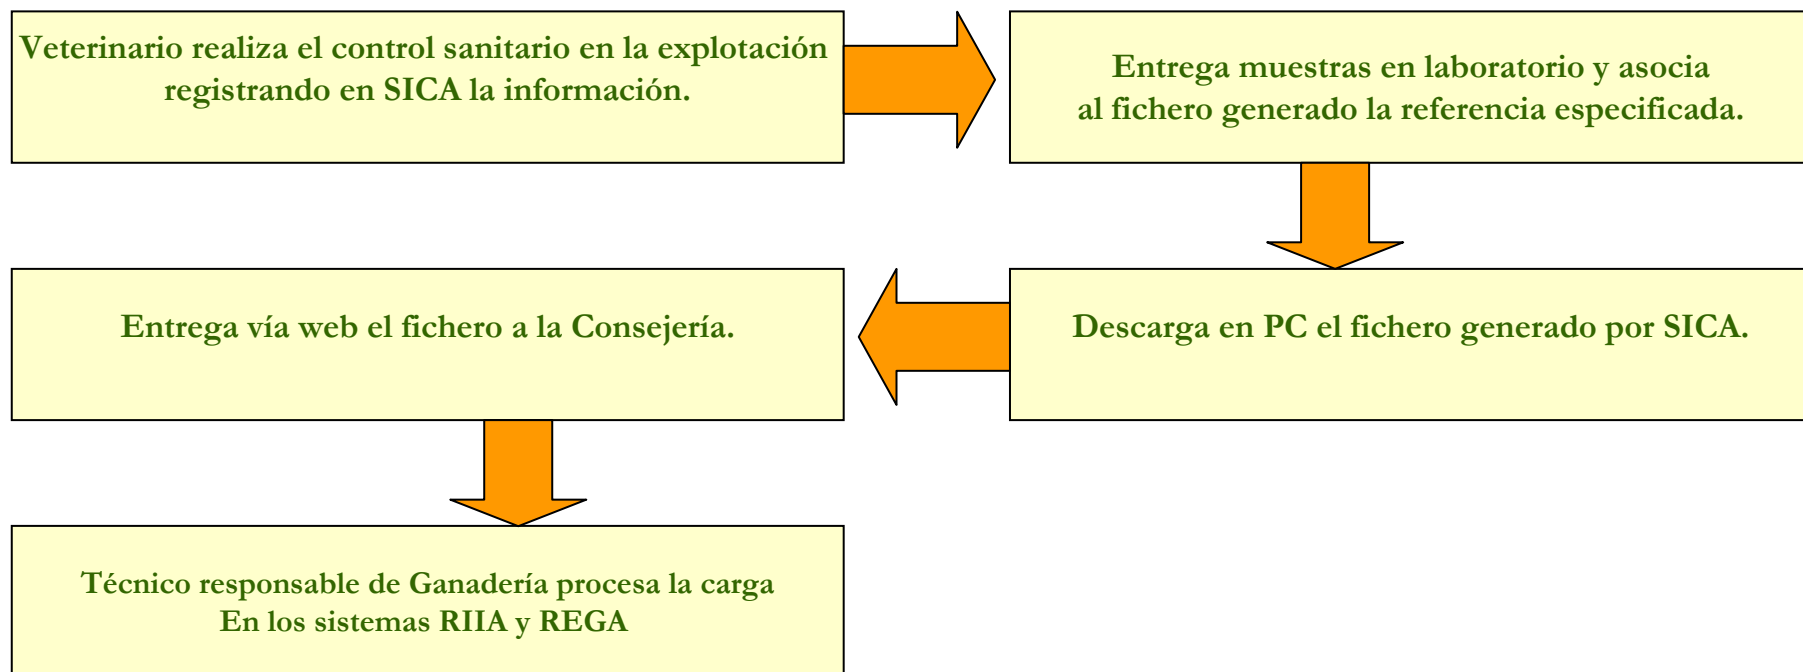 Veterinario realiza el control sanitario en la explotación
registrando en SICA la información.
Entrega muestras en laboratorio y asocia
al fichero generado la referencia especificada.
Descarga en PC el fichero generado por SICA.
Entrega vía web el fichero a la Consejería.
Técnico responsable de Ganadería procesa la carga
En los sistemas RIIA y REGA